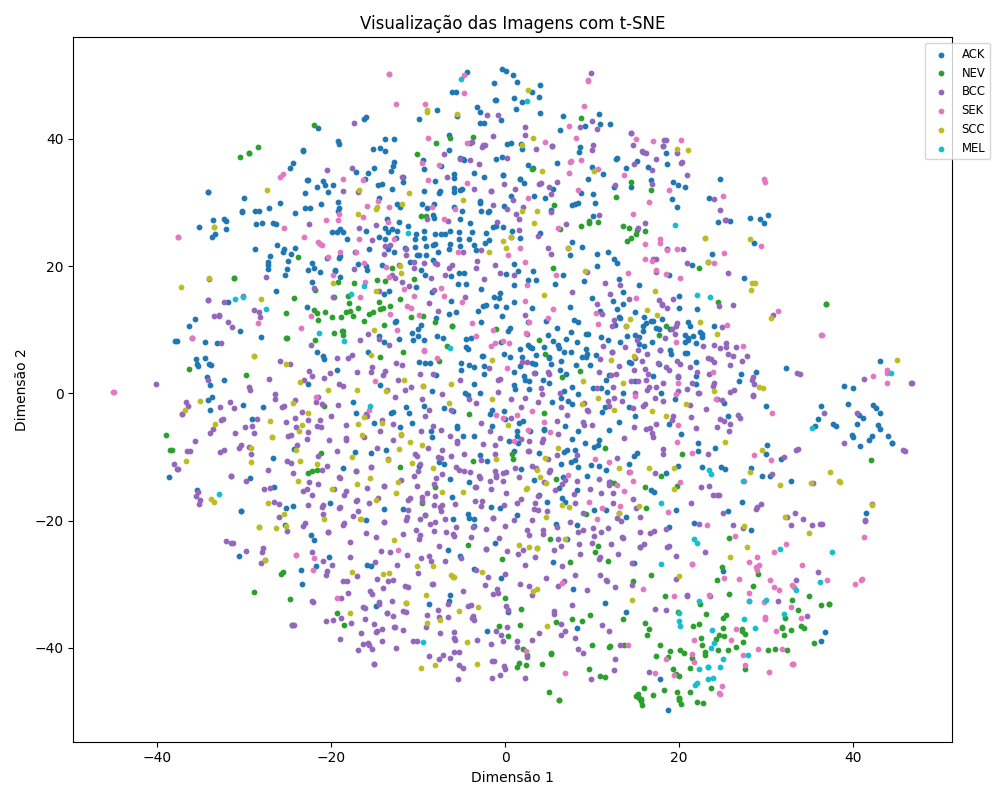 Visualização das Imagens com t-SNE
ACK
NEV
BCC
SEK
SCC
MEL
40
20
0
−20
−40
Dimensão 2
−40
−20
0
20
40
Dimensão 1